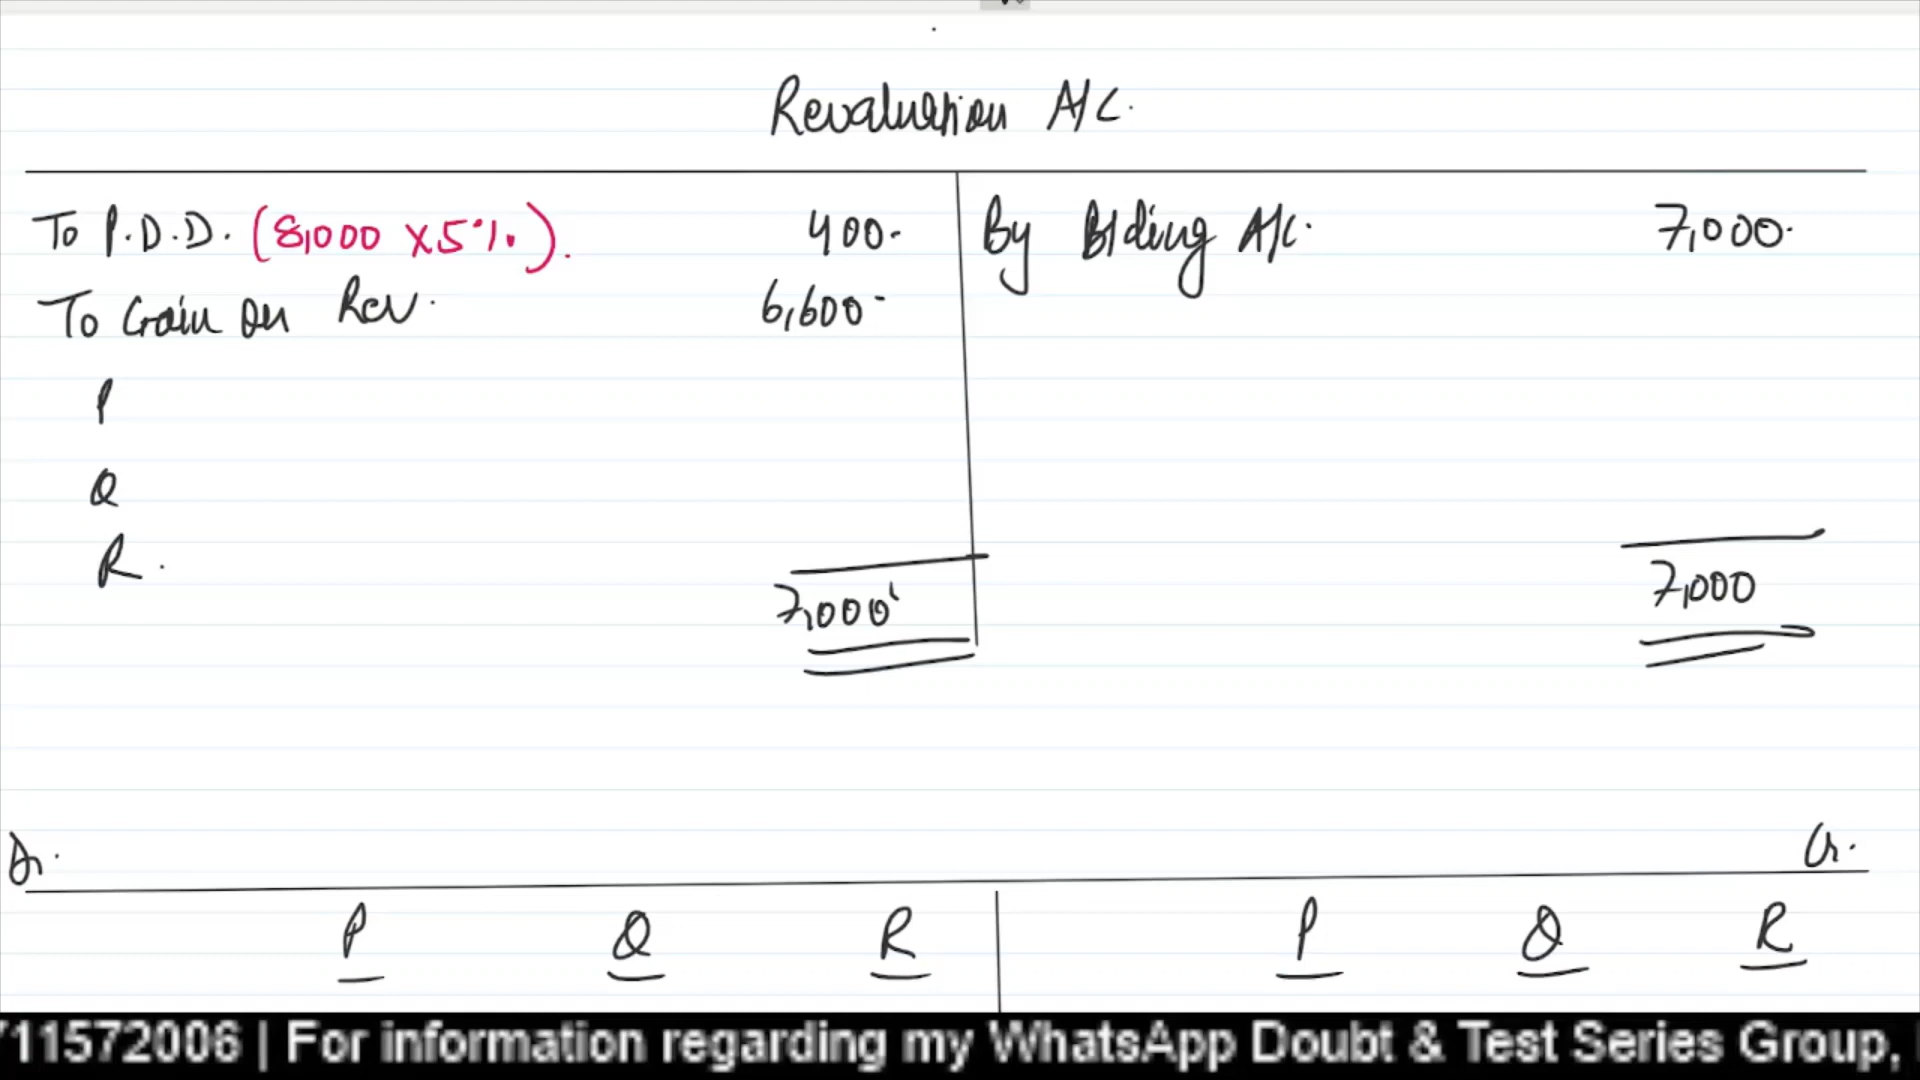 Revaluation A/C.
To P.D.D. (8,000 x 5%). 400. By Blding A/c. 7,000.
To Gain on Rev. 6,600
P
Q
R.
7,000 7,000
Dr. Cr.
P Q R P Q R
711572006 | For information regarding my WhatsApp Doubt & Test Series Group,